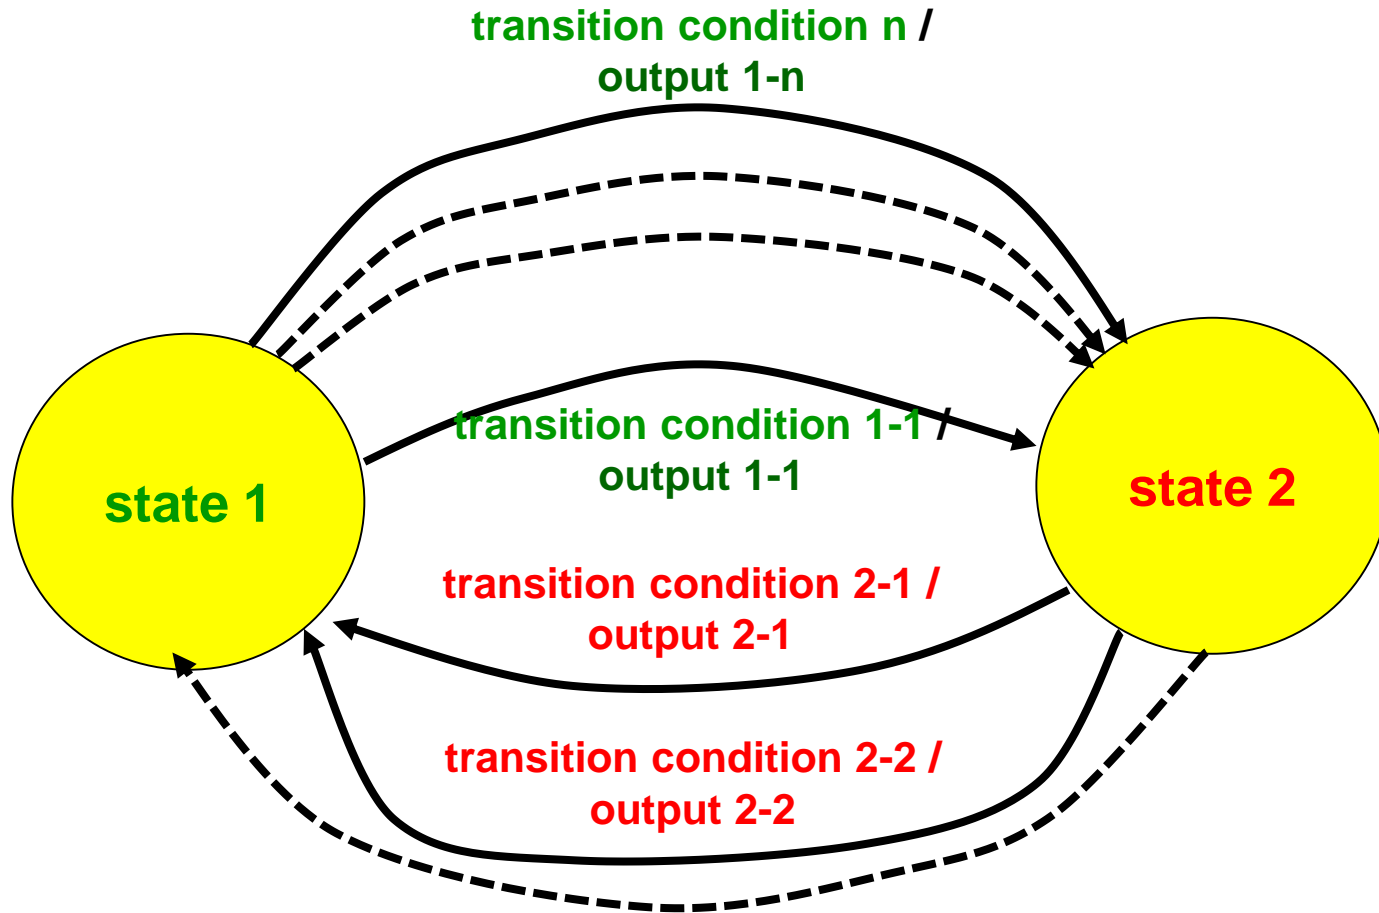 transition condition n /
output 1-n
transition condition 1-1 /
output 1-1
state 1
state 2
transition condition 2-1 /
output 2-1
transition condition 2-2 /
output 2-2